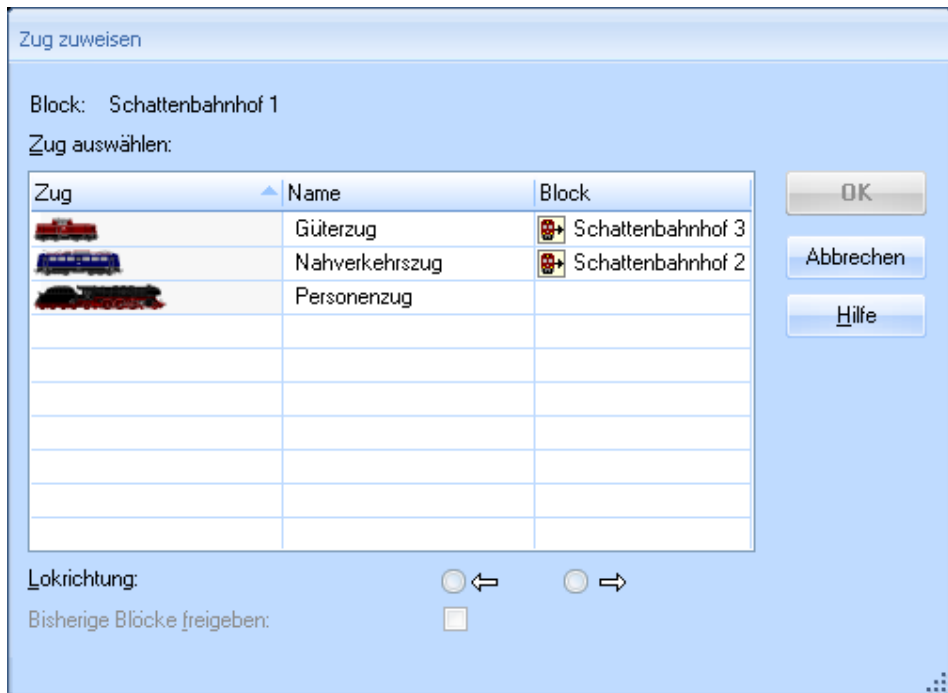 Zug zuweisen
Block: Schattenbahnhof 1
Zug auswählen:
Zug Name Block
Güterzug Schattenbahnhof 3
Nahverkehrszug Schattenbahnhof 2
Personenzug
OK
Abbrechen
Hilfe
Lokrichtung:
Bisherige Blöcke freigeben: